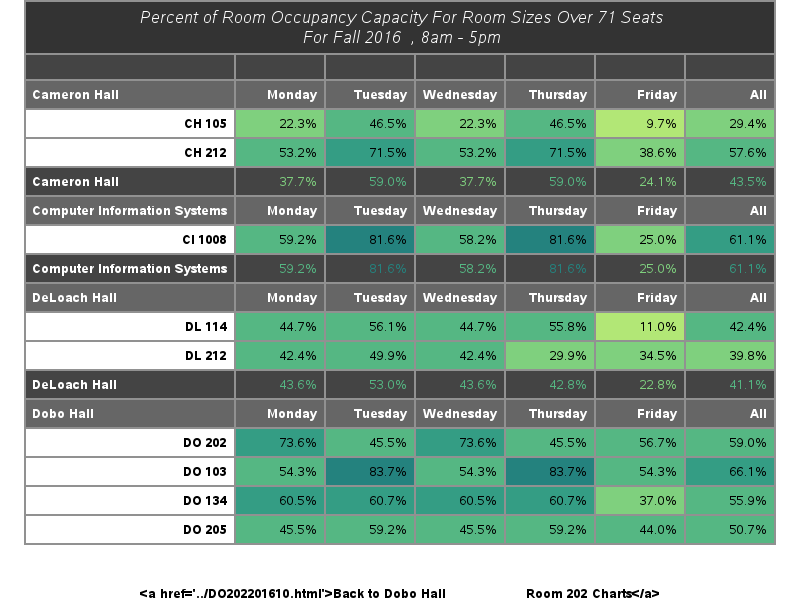 Percent of Room Occupancy Capacity For Room Sizes Over 71 Seats
For Fall 2016 , 8am - 5pm
Cameron Hall Monday Tuesday Wednesday Thursday Friday All
CH 105 22.3% 46.5% 22.3% 46.5% 9.7% 29.4%
CH 212 53.2% 71.5% 53.2% 71.5% 38.6% 57.6%
Cameron Hall 37.7% 59.0% 37.7% 59.0% 24.1% 43.5%
Computer Information Systems Monday Tuesday Wednesday Thursday Friday All
CI 1008 59.2% 81.6% 58.2% 81.6% 25.0% 61.1%
Computer Information Systems 59.2% 81.6% 58.2% 81.6% 25.0% 61.1%
DeLoach Hall Monday Tuesday Wednesday Thursday Friday All
DL 114 44.7% 56.1% 44.7% 55.8% 11.0% 42.4%
DL 212 42.4% 49.9% 42.4% 29.9% 34.5% 39.8%
DeLoach Hall 43.6% 53.0% 43.6% 42.8% 22.8% 41.1%
Dobo Hall Monday Tuesday Wednesday Thursday Friday All
DO 202 73.6% 45.5% 73.6% 45.5% 56.7% 59.0%
DO 103 54.3% 83.7% 54.3% 83.7% 54.3% 66.1%
DO 134 60.5% 60.7% 60.5% 60.7% 37.0% 55.9%
DO 205 45.5% 59.2% 45.5% 59.2% 44.0% 50.7%
<a href='../DO202201610.html'>Back to Dobo Hall Room 202 Charts</a>